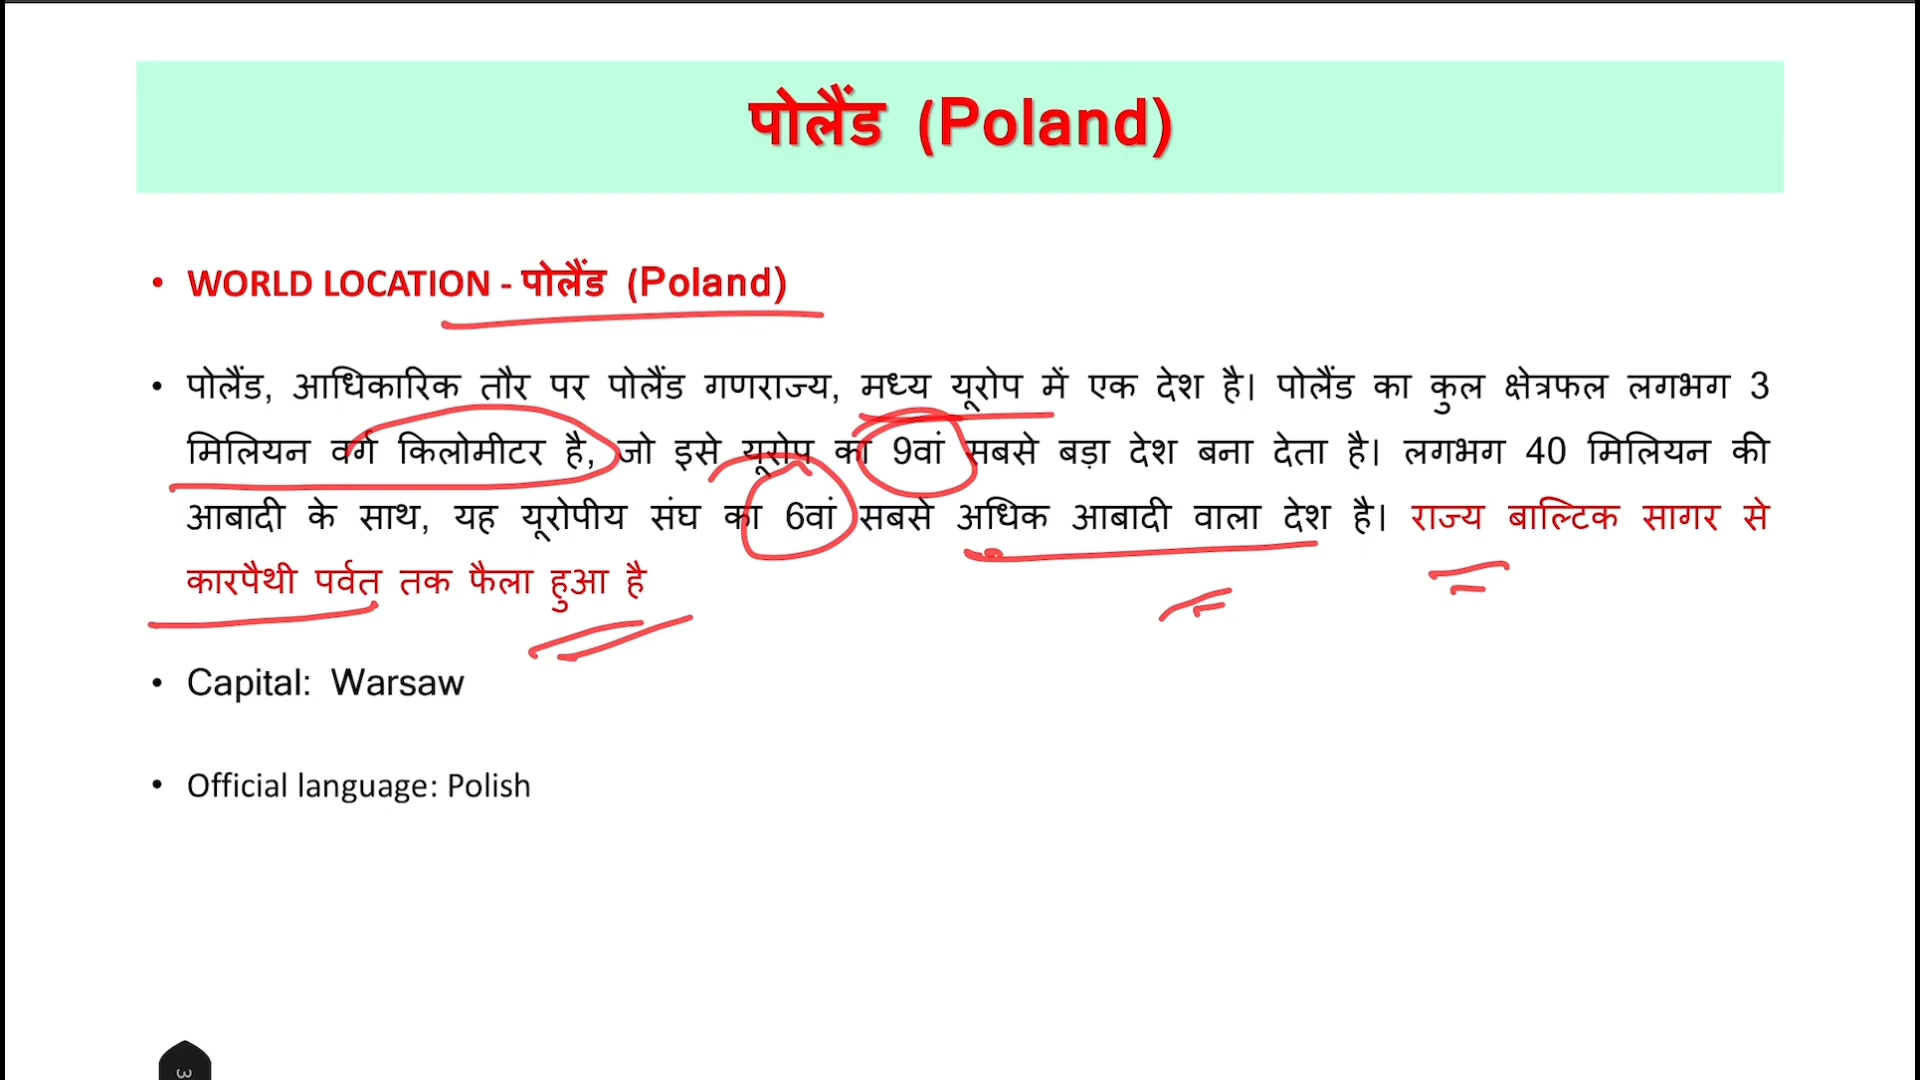 पोलैंड (Poland)
• WORLD LOCATION - पोलैंड (Poland)
• पोलैंड, आधिकारिक तौर पर पोलैंड गणराज्य, मध्य यूरोप में एक देश है। पोलैंड का कुल क्षेत्रफल लगभग 3
मिलियन वर्ग किलोमीटर है, जो इसे यूरोप का 9वां सबसे बड़ा देश बना देता है। लगभग 40 मिलियन की
आबादी के साथ, यह यूरोपीय संघ का 6वां सबसे अधिक आबादी वाला देश है। राज्य बाल्टिक सागर से
कारपैथी पर्वत तक फैला हुआ है
• Capital: Warsaw
• Official language: Polish
3